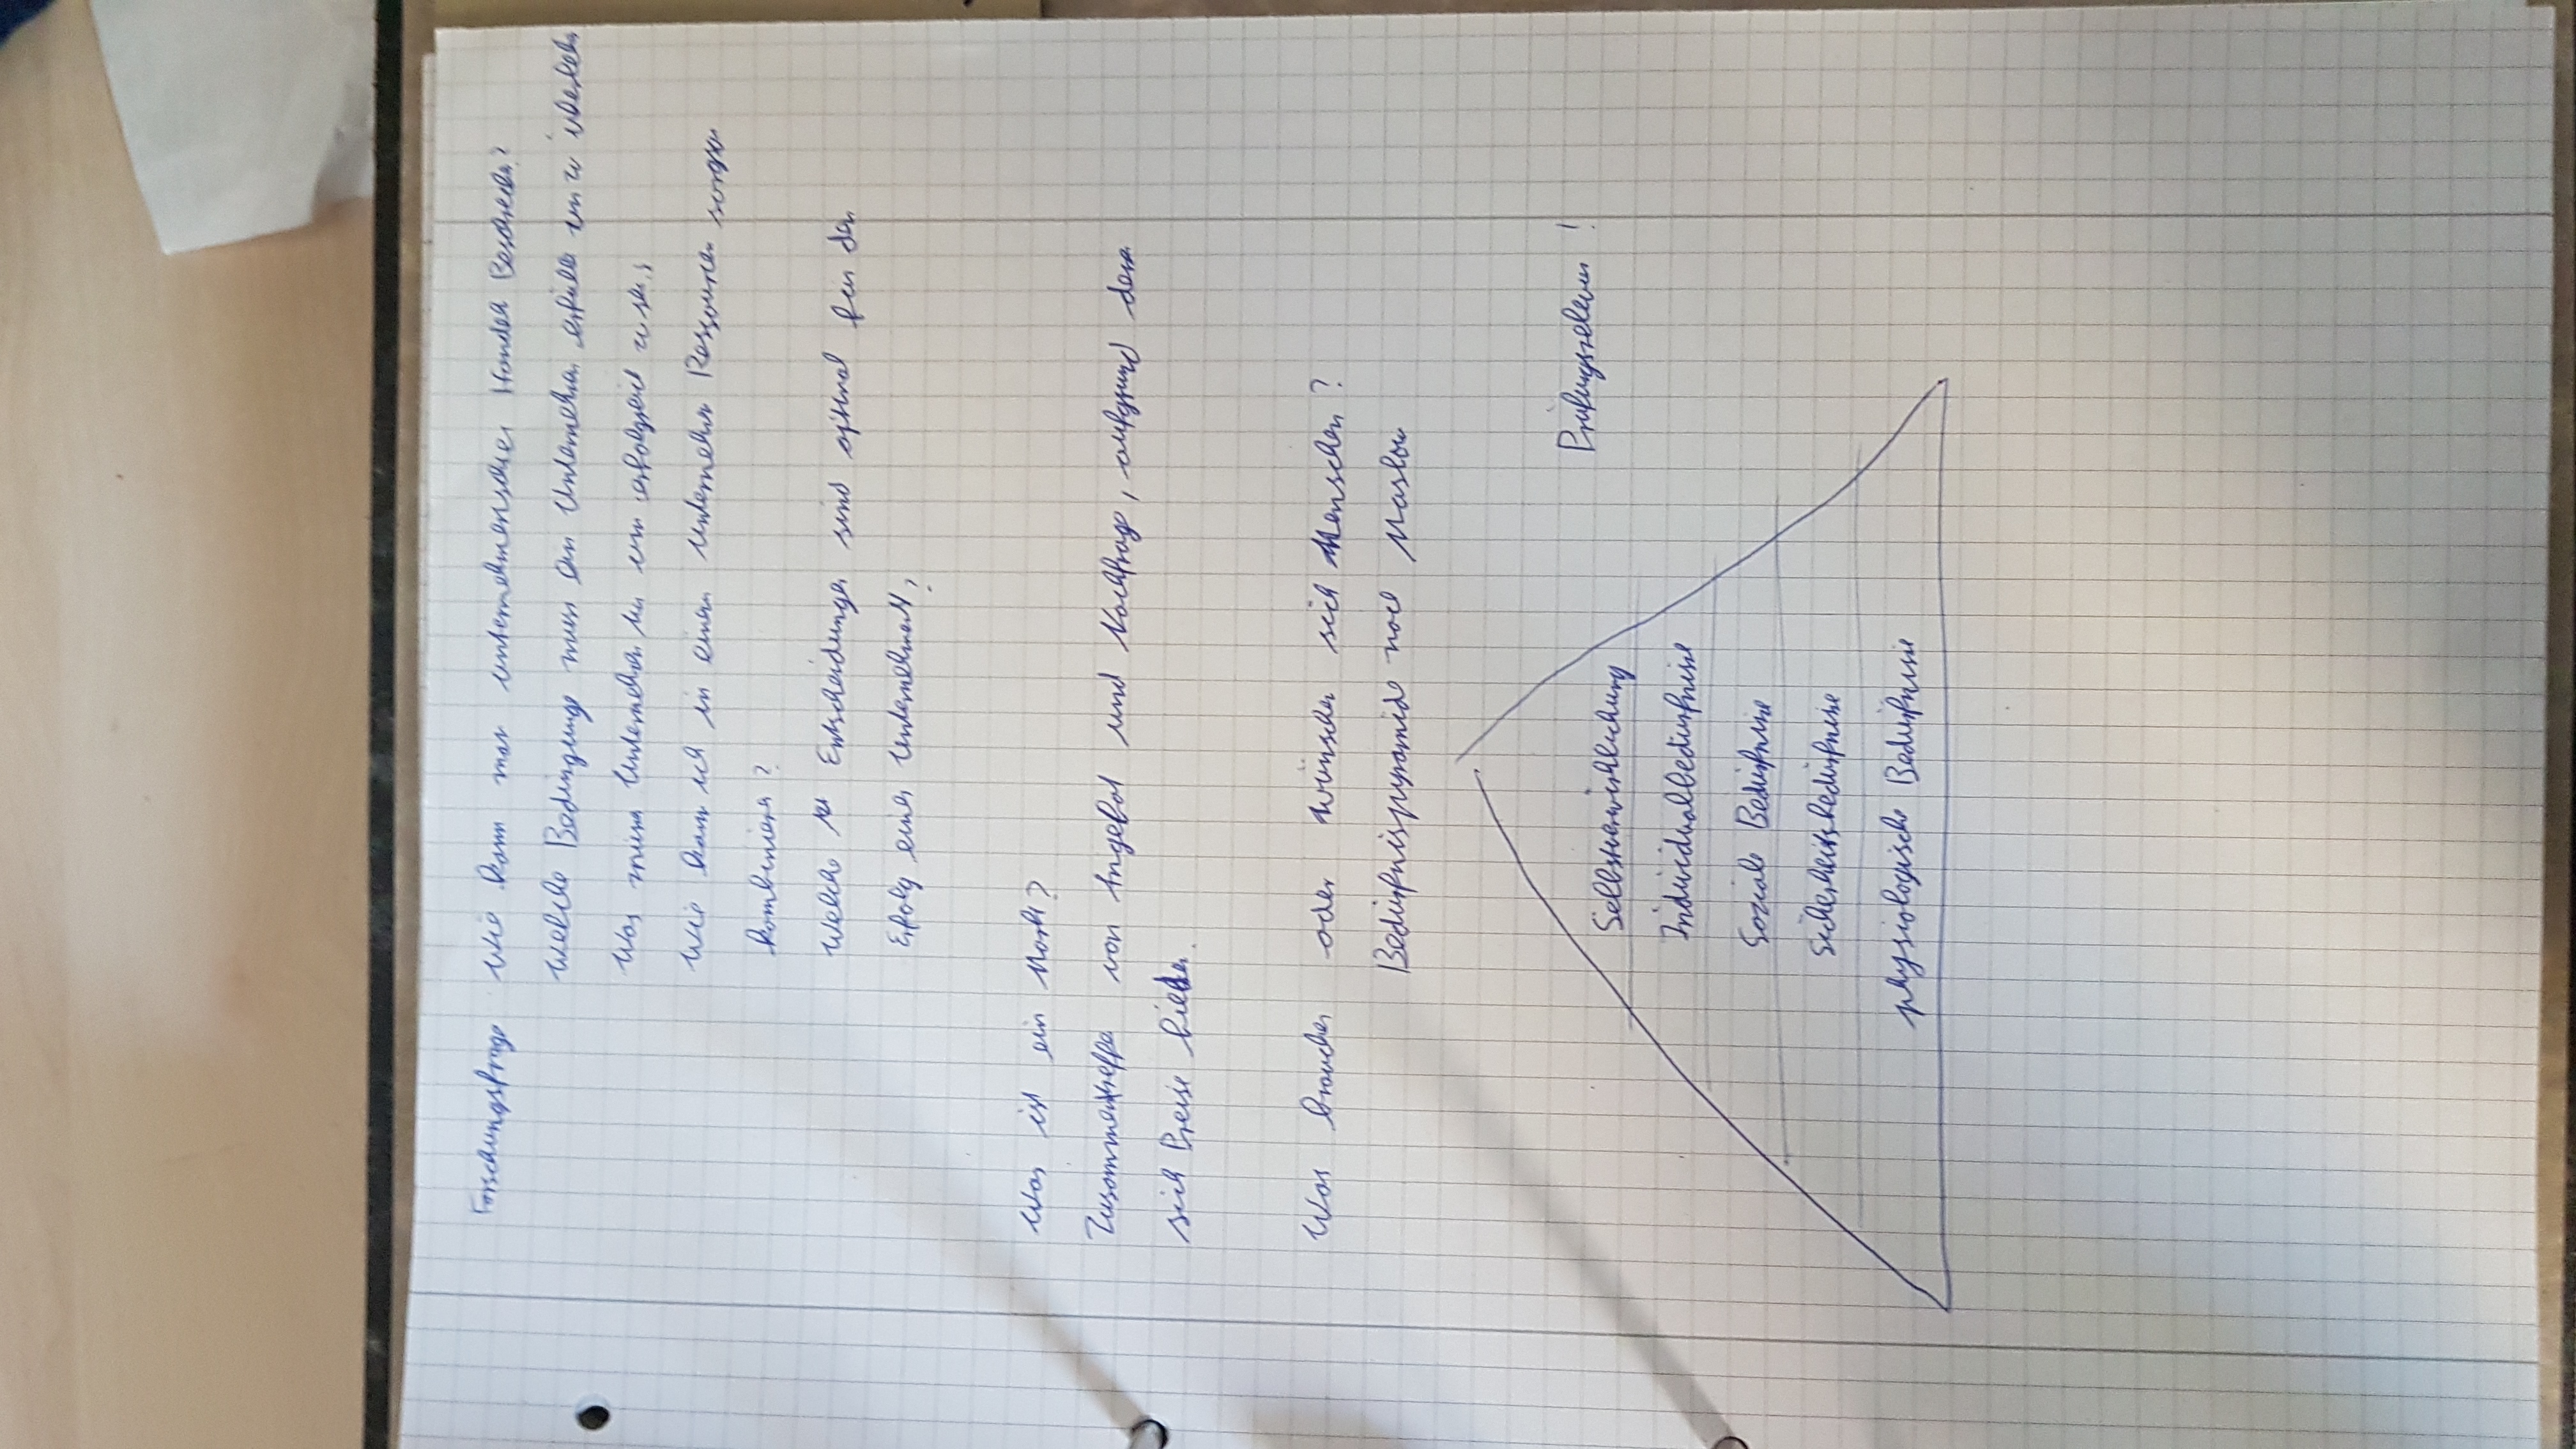 Forschungsfrage Wie kann man unternehmerisches Handeln Beschreiben?
Welche Bedingunge muss ein Unternehmen erfüllen um zu überleben
Was muss Unternehmen tun um erfolgreich zu sein?
Wie kann ich in einem Unternehmen Ressourcen
kombinieren?
Welche Entscheidungen sind optimal für den
Erfolg eines Unternehmens?
Was ist ein Markt?
Zusammentreffen von Angebot und Nachfrage, aufgrund deren
sich Preise bilden.
Was brauchen oder wünschen sich Menschen?
Bedürfnispyramide nach Maslow
Prüfungsrelevant!
Selbstverwirklichung
Individualbedürfnisse
Soziale Bedürfnisse
Sicherheitsbedürfnisse
physiologische Bedürfnisse